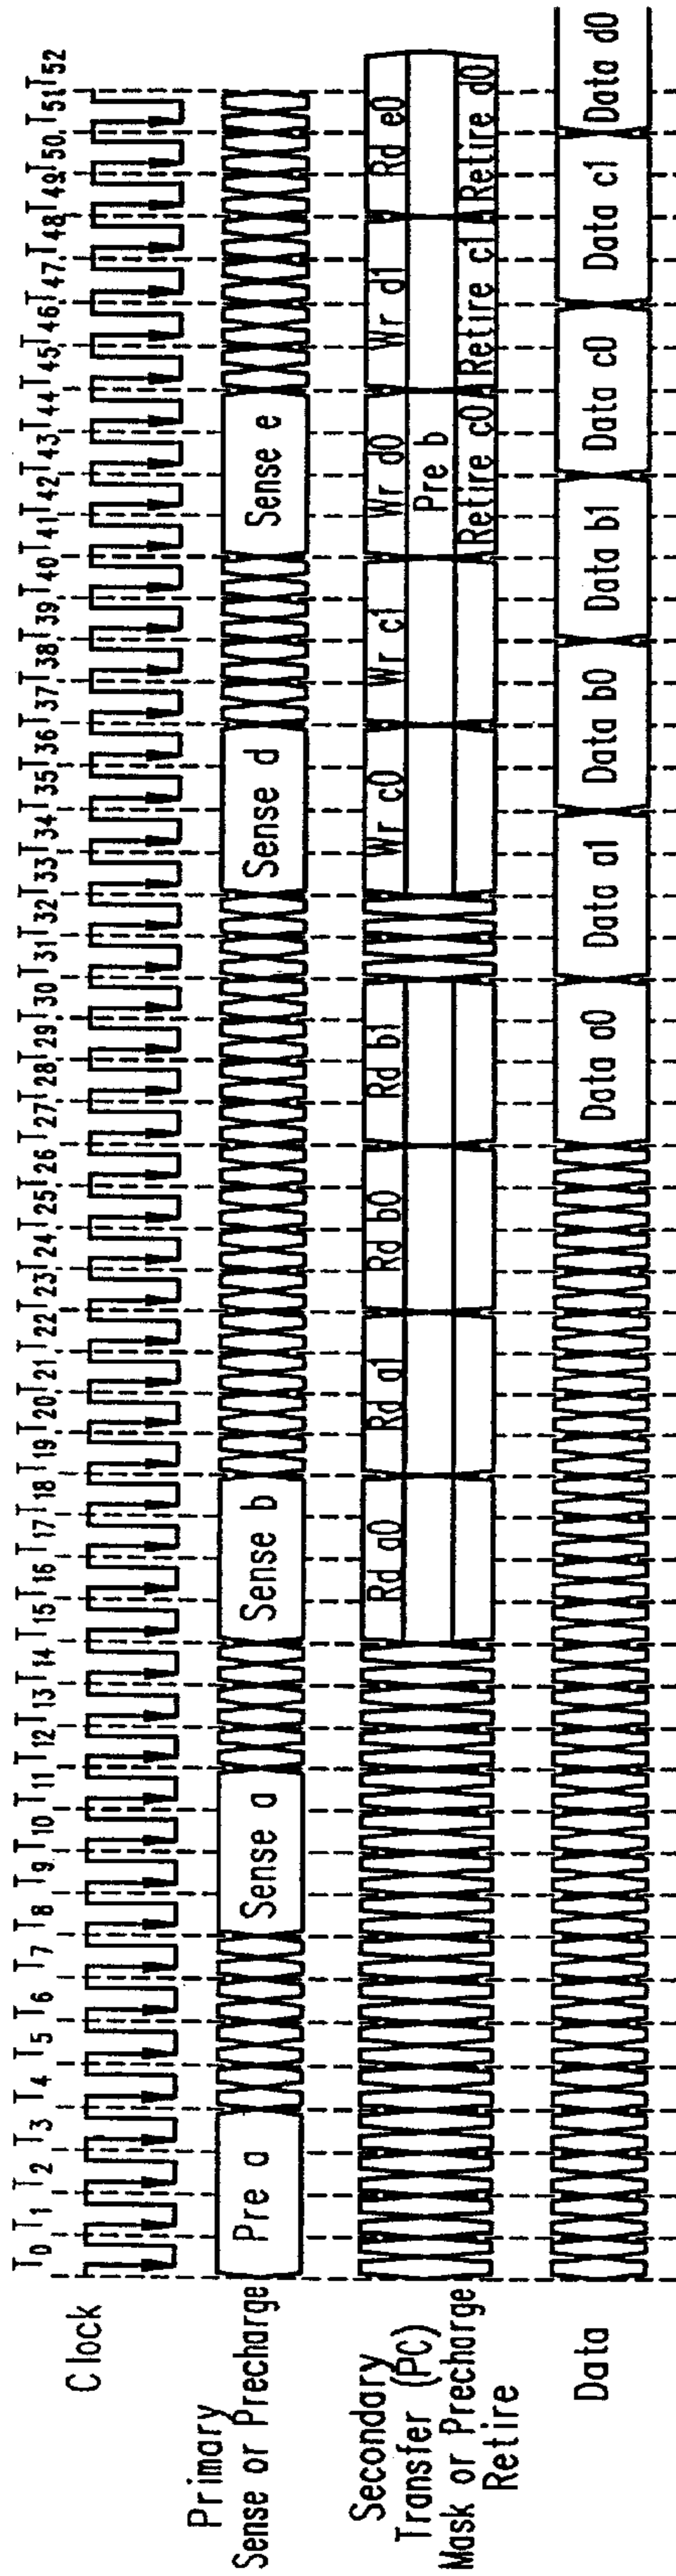 Clock
T0 T1 T2 T3 T4 T5 T6 T7 T8 T9 T10 T11 T12 T13 T14 T15 T16 T17 T18 T19 T20 T21 T22 T23 T24 T25 T26 T27 T28 T29 T30 T31 T32 T33 T34 T35 T36 T37 T38 T39 T40 T41 T42 T43 T44 T45 T46 T47 T48 T49 T50 T51 T52
Primary
Sense or Precharge
Pre a
Sense a
Sense b
Sense d
Sense e
Secondary
Transfer (PC)
Mask or Precharge
Retire
Rd a0
Rd a1
Rd b0
Rd b1
Wr c0
Wr c1
Wr d0
Wr d1
Rd e0
Pre b
Retire c0
Retire c1
Retire d0
Data
Data a0
Data a1
Data b0
Data b1
Data c0
Data c1
Data d0